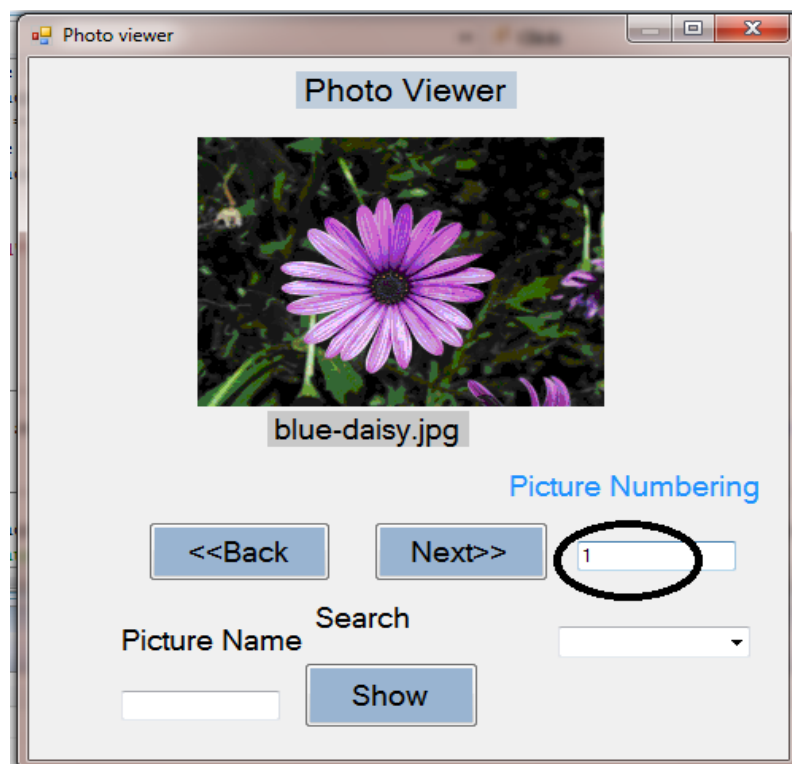 Photo viewer
Photo Viewer
blue-daisy.jpg
Picture Numbering
<<Back
Next>>
1
Search
Picture Name
Show